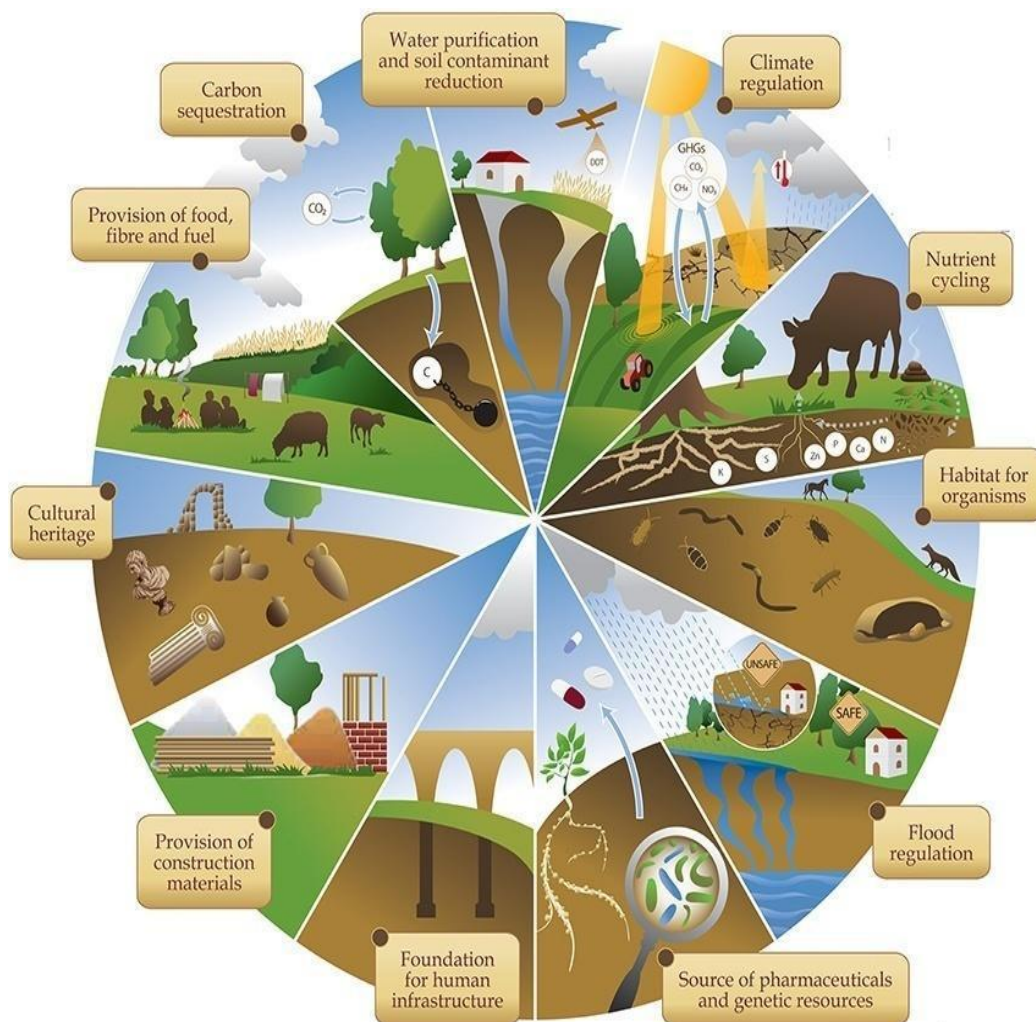 Water purification
and soil contaminant
reduction
Climate
regulation
Carbon
sequestration
GHGs
CO₂
CH₄
NO₂
DDT
CO₂
Provision of food,
fibre and fuel
Nutrient
cycling
C
K
S
Zn
P
Ca
N
Habitat for
organisms
Cultural
heritage
UNSAFE
SAFE
Provision of
construction
materials
Flood
regulation
Foundation
for human
infrastructure
Source of pharmaceuticals
and genetic resources